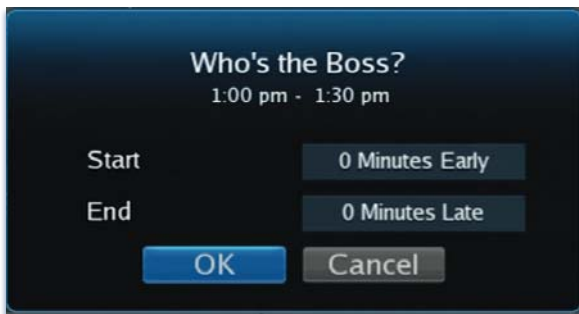 Who's the Boss?
1:00 pm - 1:30 pm
Start 0 Minutes Early
End 0 Minutes Late
OK Cancel